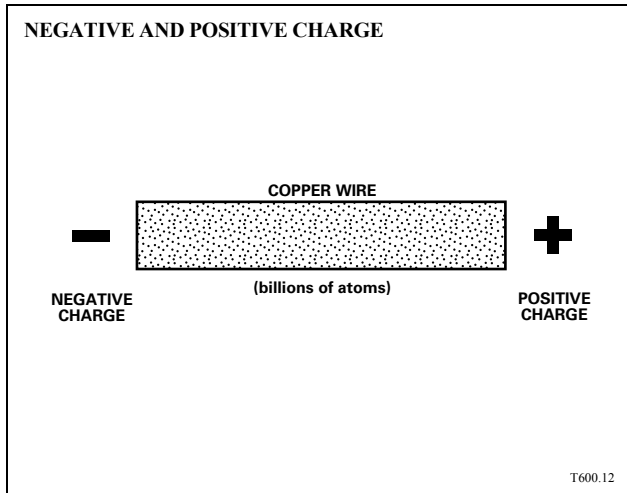 NEGATIVE AND POSITIVE CHARGE
COPPER WIRE
(billions of atoms)
NEGATIVE
CHARGE
POSITIVE
CHARGE
T600.12